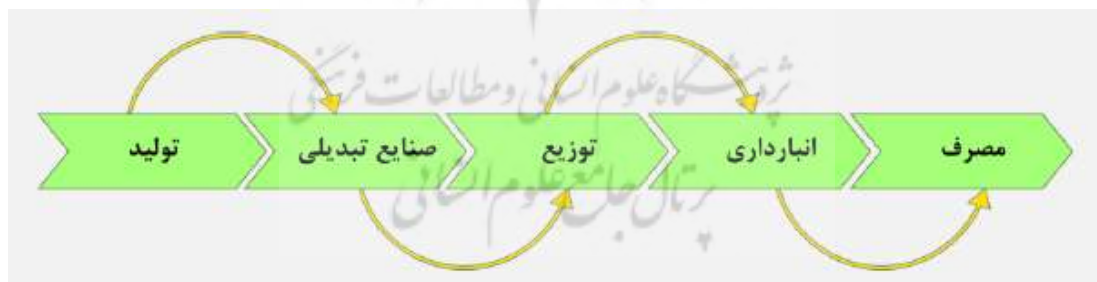 تولید
صنایع تبدیلی
توزیع
انبارداری
مصرف
پژوهشگاه علوم انسانی و مطالعات فرهنگی
پرتال جامع علوم انسانی